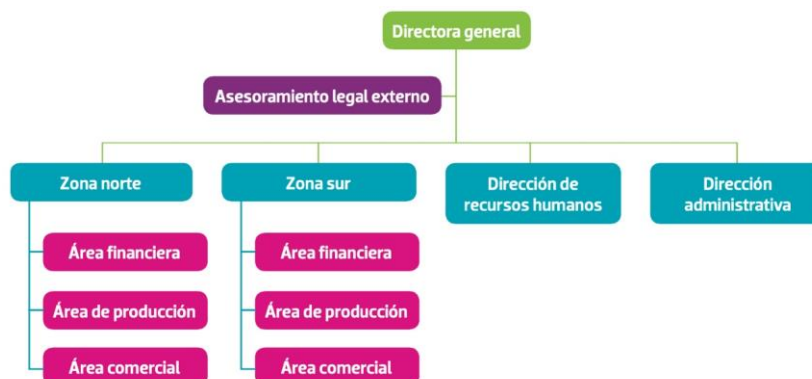 Directora general
Asesoramiento legal externo
Zona norte
Zona sur
Dirección de
recursos humanos
Dirección
administrativa
Área financiera
Área financiera
Área de producción
Área de producción
Área comercial
Área comercial